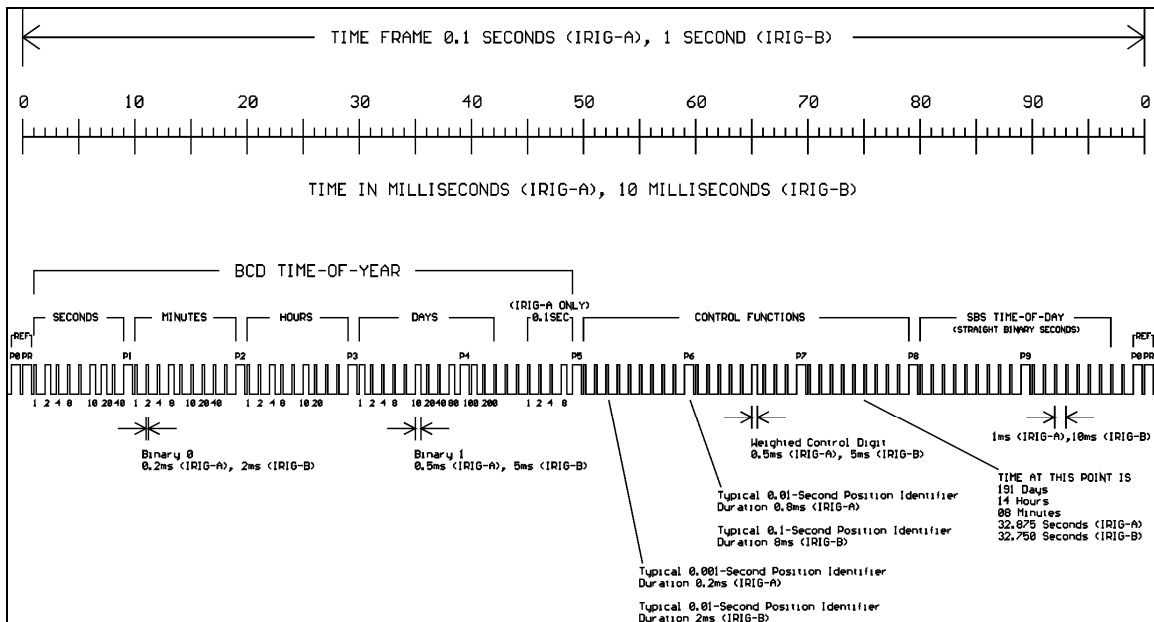 TIME FRAME 0.1 SECONDS (IRIG-A), 1 SECOND (IRIG-B)
0 10 20 30 40 50 60 70 80 90 0
TIME IN MILLISECONDS (IRIG-A), 10 MILLISECONDS (IRIG-B)
BCD TIME-OF-YEAR
(IRIG-A ONLY)
0.1SEC
REF SECONDS MINUTES HOURS DAYS CONTROL FUNCTIONS SBS TIME-OF-DAY REF
(STRAIGHT BINARY SECONDS)
P0 PR P1 P2 P3 P4 P5 P6 P7 P8 P9 P0 PR
1 2 4 8 10 20 40 1 2 4 8 10 20 40 1 2 4 8 10 20 1 2 4 8 10 20 40 80 100 200 1 2 4 8
Binary 0
0.2ms (IRIG-A), 2ms (IRIG-B)
Binary 1
0.5ms (IRIG-A), 5ms (IRIG-B)
Weighted Control Digit
0.5ms (IRIG-A), 5ms (IRIG-B)
1ms (IRIG-A),10ms (IRIG-B)
TIME AT THIS POINT IS
191 Days
14 Hours
08 Minutes
32.875 Seconds (IRIG-A)
32.750 Seconds (IRIG-B)
Typical 0.01-Second Position Identifier
Duration 0.8ms (IRIG-A)
Typical 0.1-Second Position Identifier
Duration 8ms (IRIG-B)
Typical 0.001-Second Position Identifier
Duration 0.2ms (IRIG-A)
Typical 0.01-Second Position Identifier
Duration 2ms (IRIG-B)